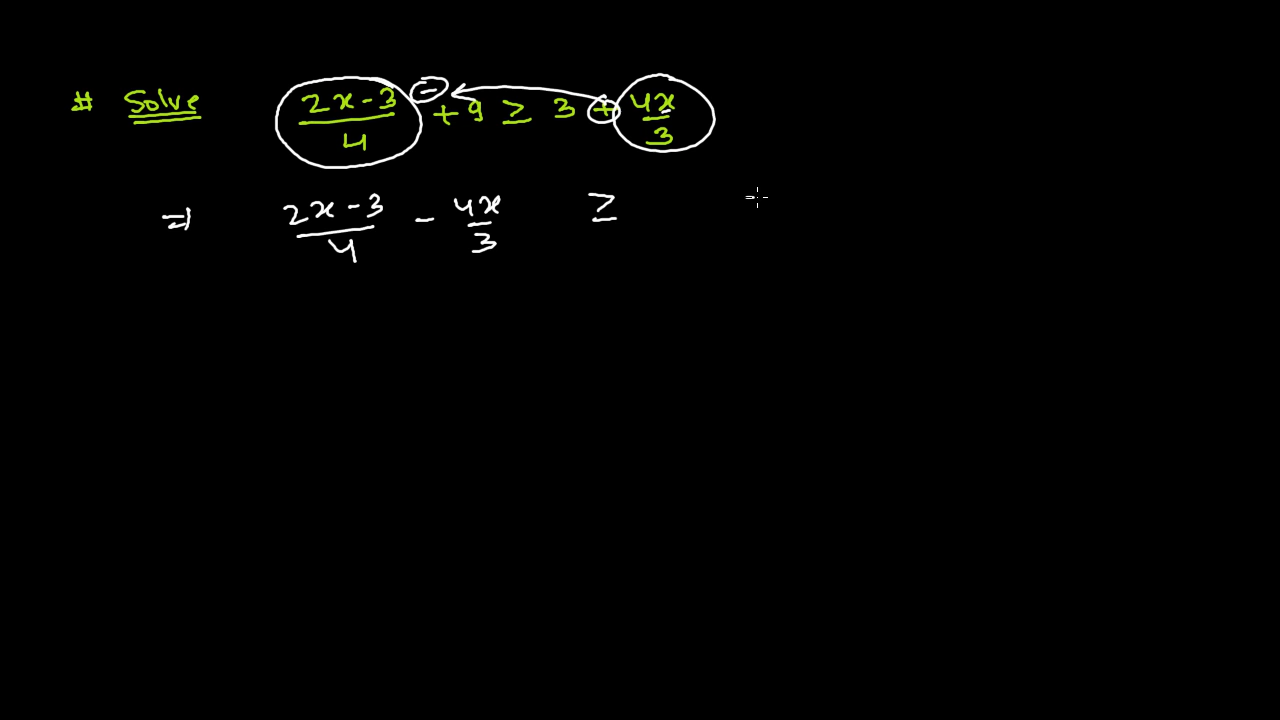 # Solve (2x-3)/4 - +9 ≥ 3 + 4x/3
⇒ (2x-3)/4 - 4x/3 ≥